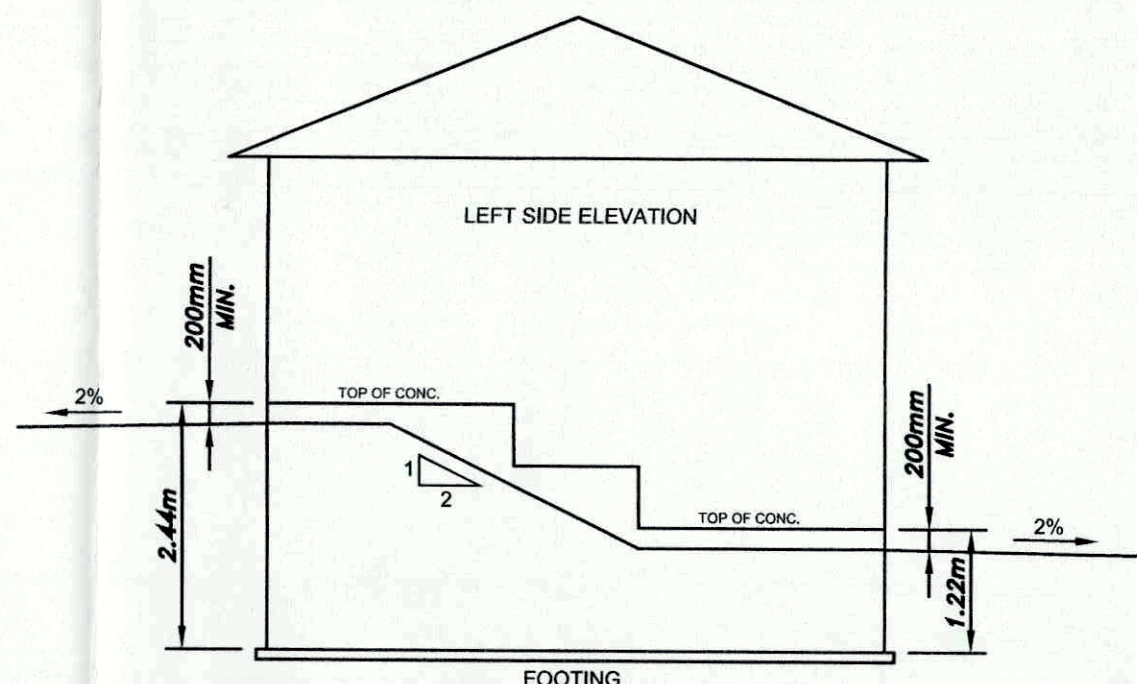 LEFT SIDE ELEVATION
200mm
MIN.
2%
TOP OF CONC.
1
2
2.44m
200mm
MIN.
TOP OF CONC.
2%
1.22m
FOOTING